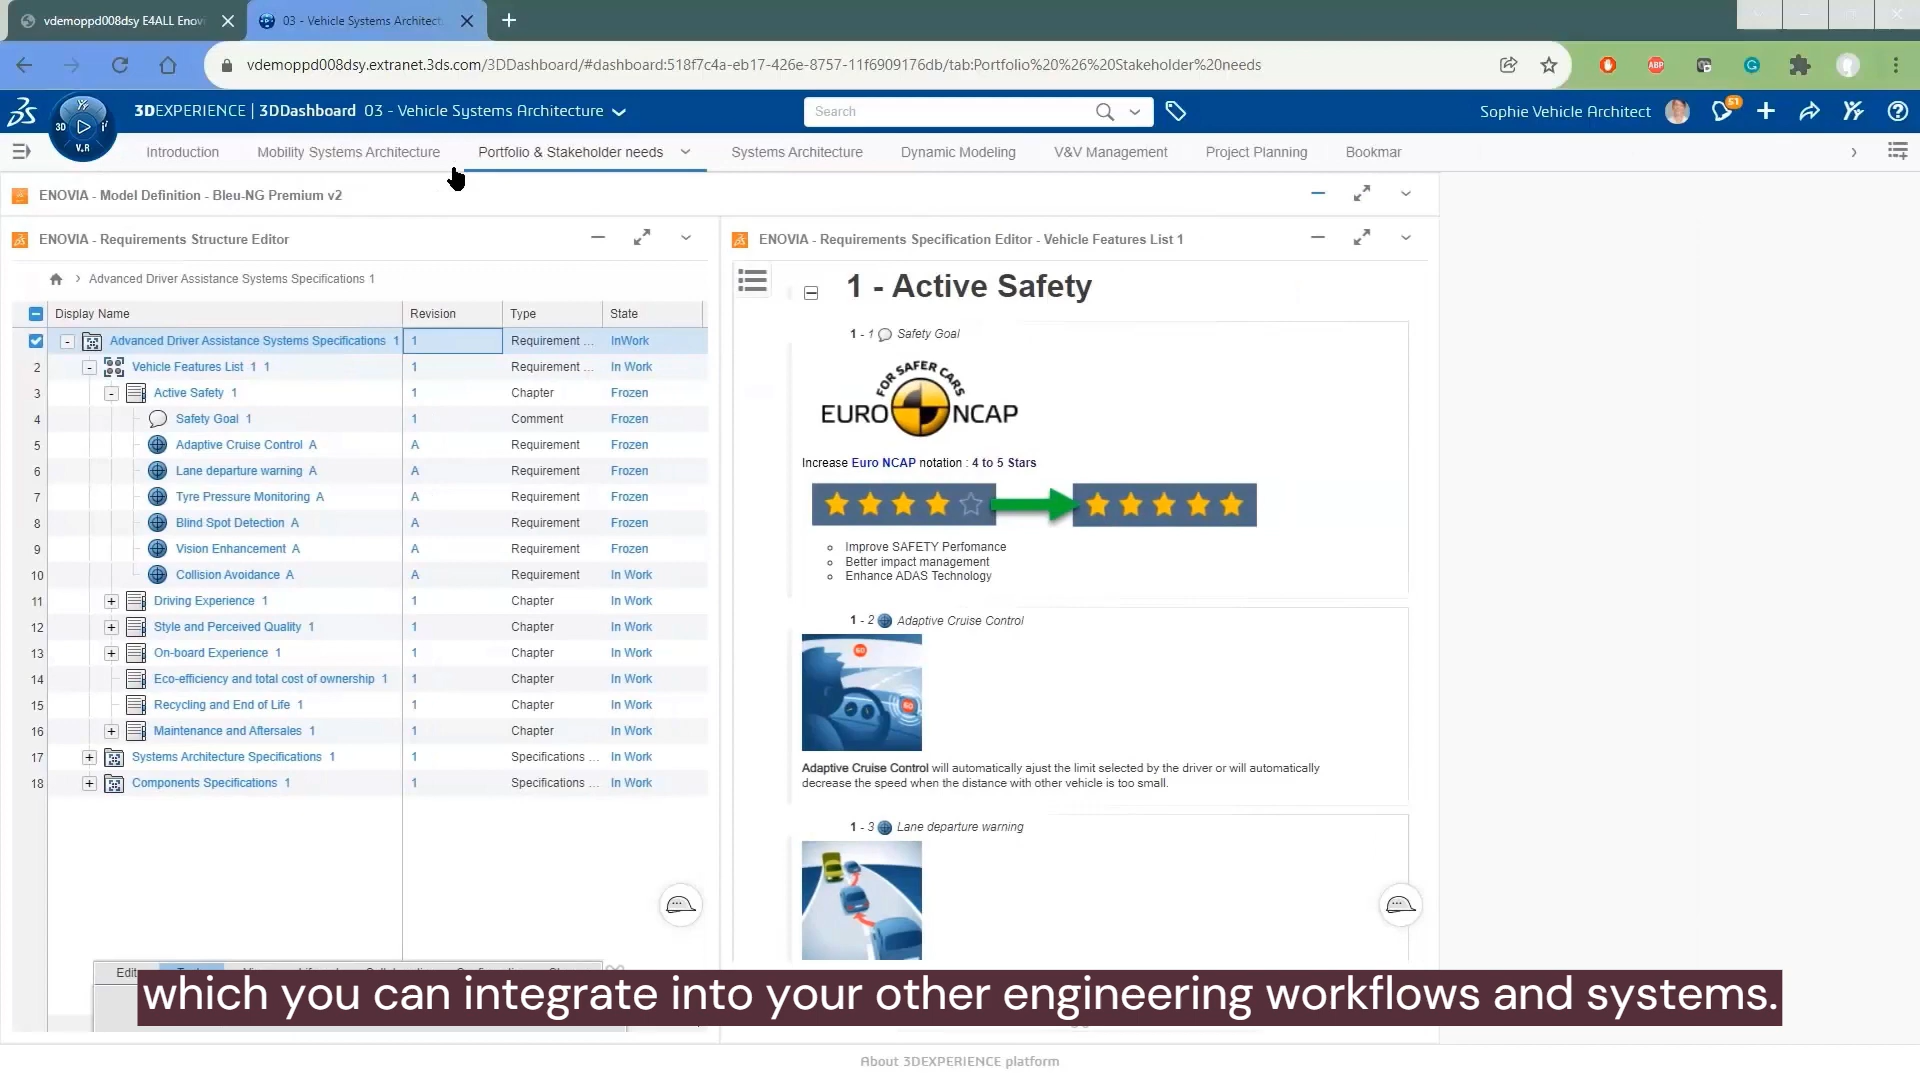 vdemoppd008dsy E4ALL Enovi
03 - Vehicle Systems Architect
vdemoppd008dsy.extranet.3ds.com/3DDashboard/#dashboard:518f7c4a-eb17-426e-8757-11f6909176db/tab:Portfolio%20%26%20Stakeholder%20needs
ABP
3D
V.R
3DEXPERIENCE | 3DDashboard 03 - Vehicle Systems Architecture
Search
Sophie Vehicle Architect
51
Introduction
Mobility Systems Architecture
Portfolio & Stakeholder needs
Systems Architecture
Dynamic Modeling
V&V Management
Project Planning
Bookmar
ENOVIA - Model Definition - Bleu-NG Premium v2
ENOVIA - Requirements Structure Editor
Advanced Driver Assistance Systems Specifications 1
Display Name Revision Type State
Advanced Driver Assistance Systems Specifications 1 1 Requirement ... InWork
2 Vehicle Features List 1 1 1 Requirement ... In Work
3 Active Safety 1 1 Chapter Frozen
4 Safety Goal 1 1 Comment Frozen
5 Adaptive Cruise Control A A Requirement Frozen
6 Lane departure warning A A Requirement Frozen
7 Tyre Pressure Monitoring A A Requirement Frozen
8 Blind Spot Detection A A Requirement Frozen
9 Vision Enhancement A A Requirement Frozen
10 Collision Avoidance A A Requirement In Work
11 Driving Experience 1 1 Chapter In Work
12 Style and Perceived Quality 1 1 Chapter In Work
13 On-board Experience 1 1 Chapter In Work
14 Eco-efficiency and total cost of ownership 1 1 Chapter In Work
15 Recycling and End of Life 1 1 Chapter In Work
16 Maintenance and Aftersales 1 1 Chapter In Work
17 Systems Architecture Specifications 1 1 Specifications ... In Work
18 Components Specifications 1 1 Specifications ... In Work
ENOVIA - Requirements Specification Editor - Vehicle Features List 1
1 - Active Safety
1 - 1 Safety Goal
FOR SAFER CARS
EURO NCAP
Increase Euro NCAP notation : 4 to 5 Stars
Improve SAFETY Perfomance
Better impact management
Enhance ADAS Technology
1 - 2 Adaptive Cruise Control
Adaptive Cruise Control will automatically ajust the limit selected by the driver or will automatically
decrease the speed when the distance with other vehicle is too small.
1 - 3 Lane departure warning
which you can integrate into your other engineering workflows and systems.
About 3DEXPERIENCE platform